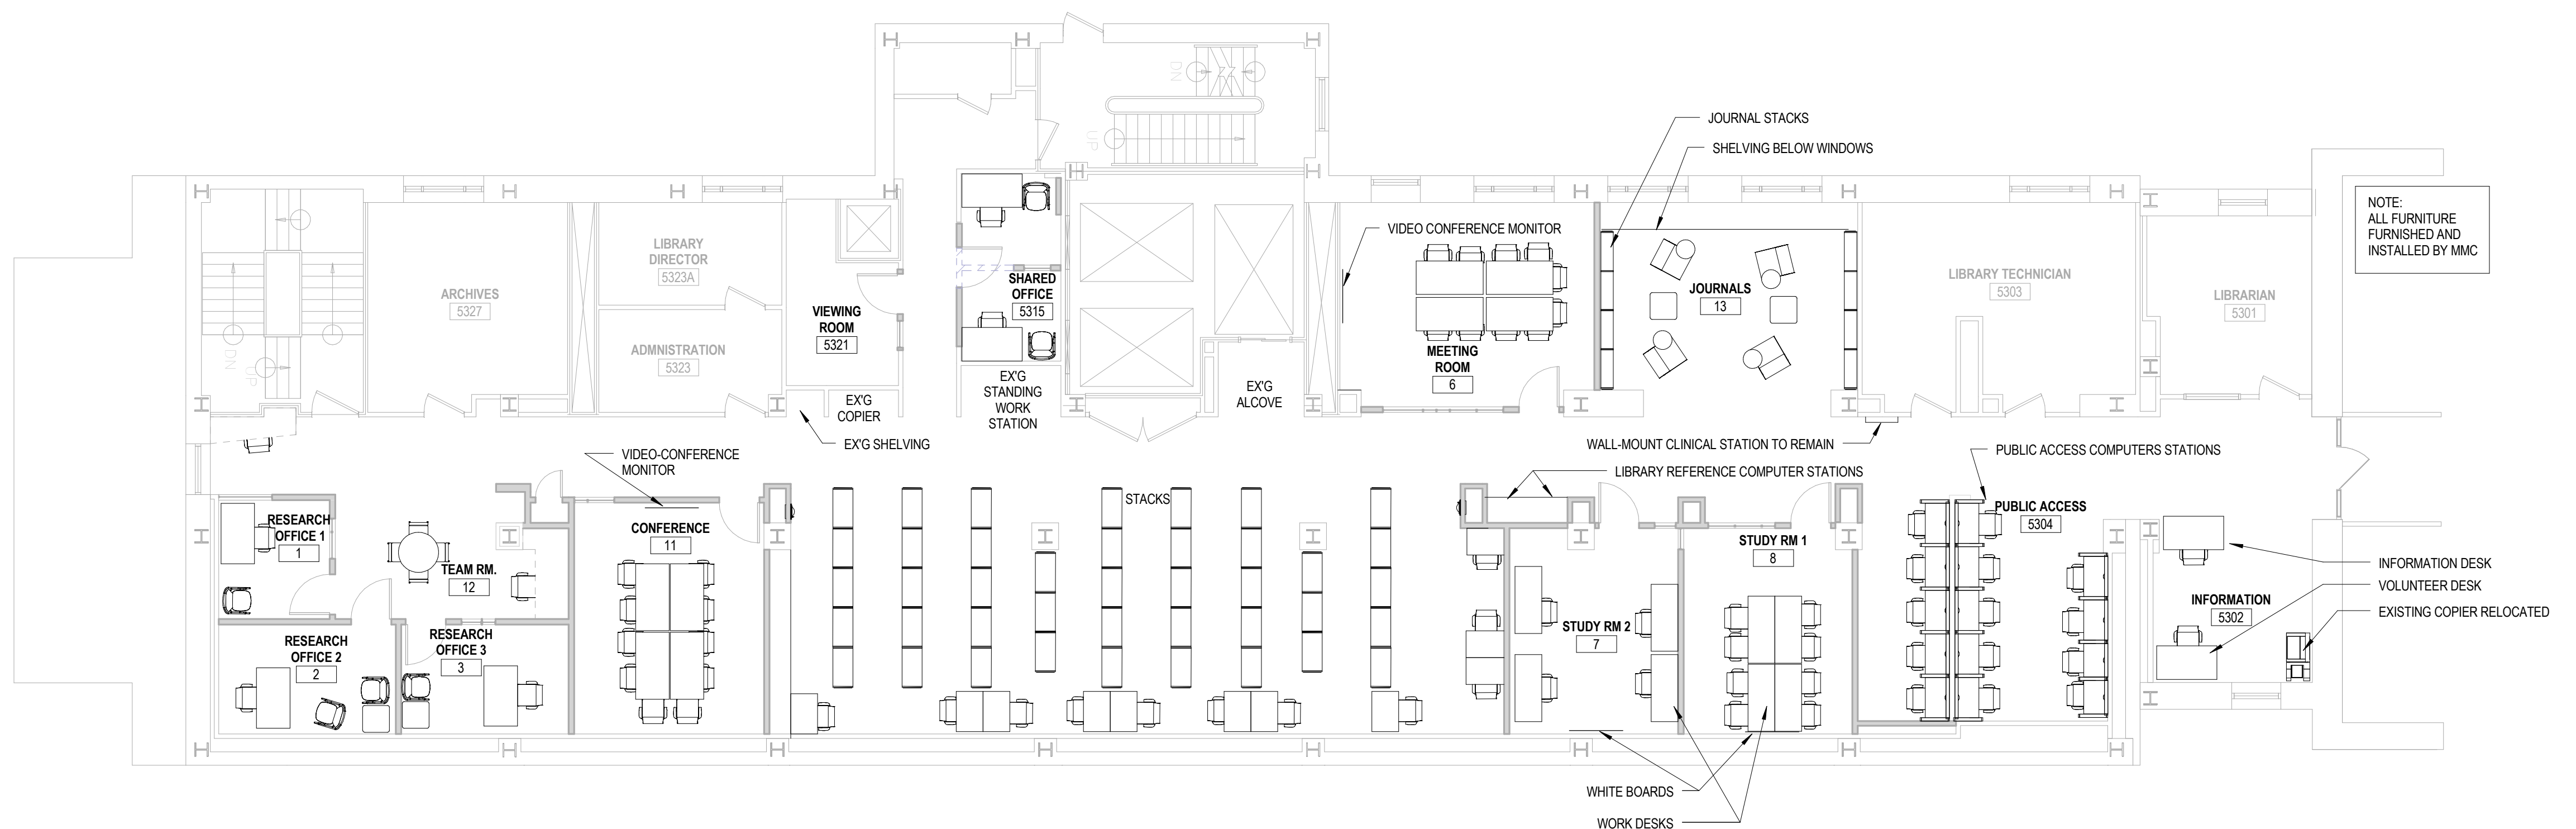 DN
UP
JOURNAL STACKS
SHELVING BELOW WINDOWS
NOTE:
ALL FURNITURE
FURNISHED AND
INSTALLED BY MMC
VIDEO CONFERENCE MONITOR
LIBRARY
DIRECTOR
5323A
ARCHIVES
5327
VIEWING
ROOM
5321
ADMNISTRATION
5323
SHARED
OFFICE
5315
JOURNALS
13
LIBRARY TECHNICIAN
5303
LIBRARIAN
5301
MEETING
ROOM
6
DN
UP
EX'G
COPIER
EX'G
STANDING
WORK
STATION
EX'G
ALCOVE
EX'G SHELVING
WALL-MOUNT CLINICAL STATION TO REMAIN
VIDEO-CONFERENCE
MONITOR
LIBRARY REFERENCE COMPUTER STATIONS
PUBLIC ACCESS COMPUTERS STATIONS
STACKS
RESEARCH
OFFICE 1
1
CONFERENCE
11
PUBLIC ACCESS
5304
STUDY RM 1
8
TEAM RM.
12
INFORMATION DESK
VOLUNTEER DESK
INFORMATION
5302
EXISTING COPIER RELOCATED
RESEARCH
OFFICE 2
2
RESEARCH
OFFICE 3
3
STUDY RM 2
7
WHITE BOARDS
WORK DESKS